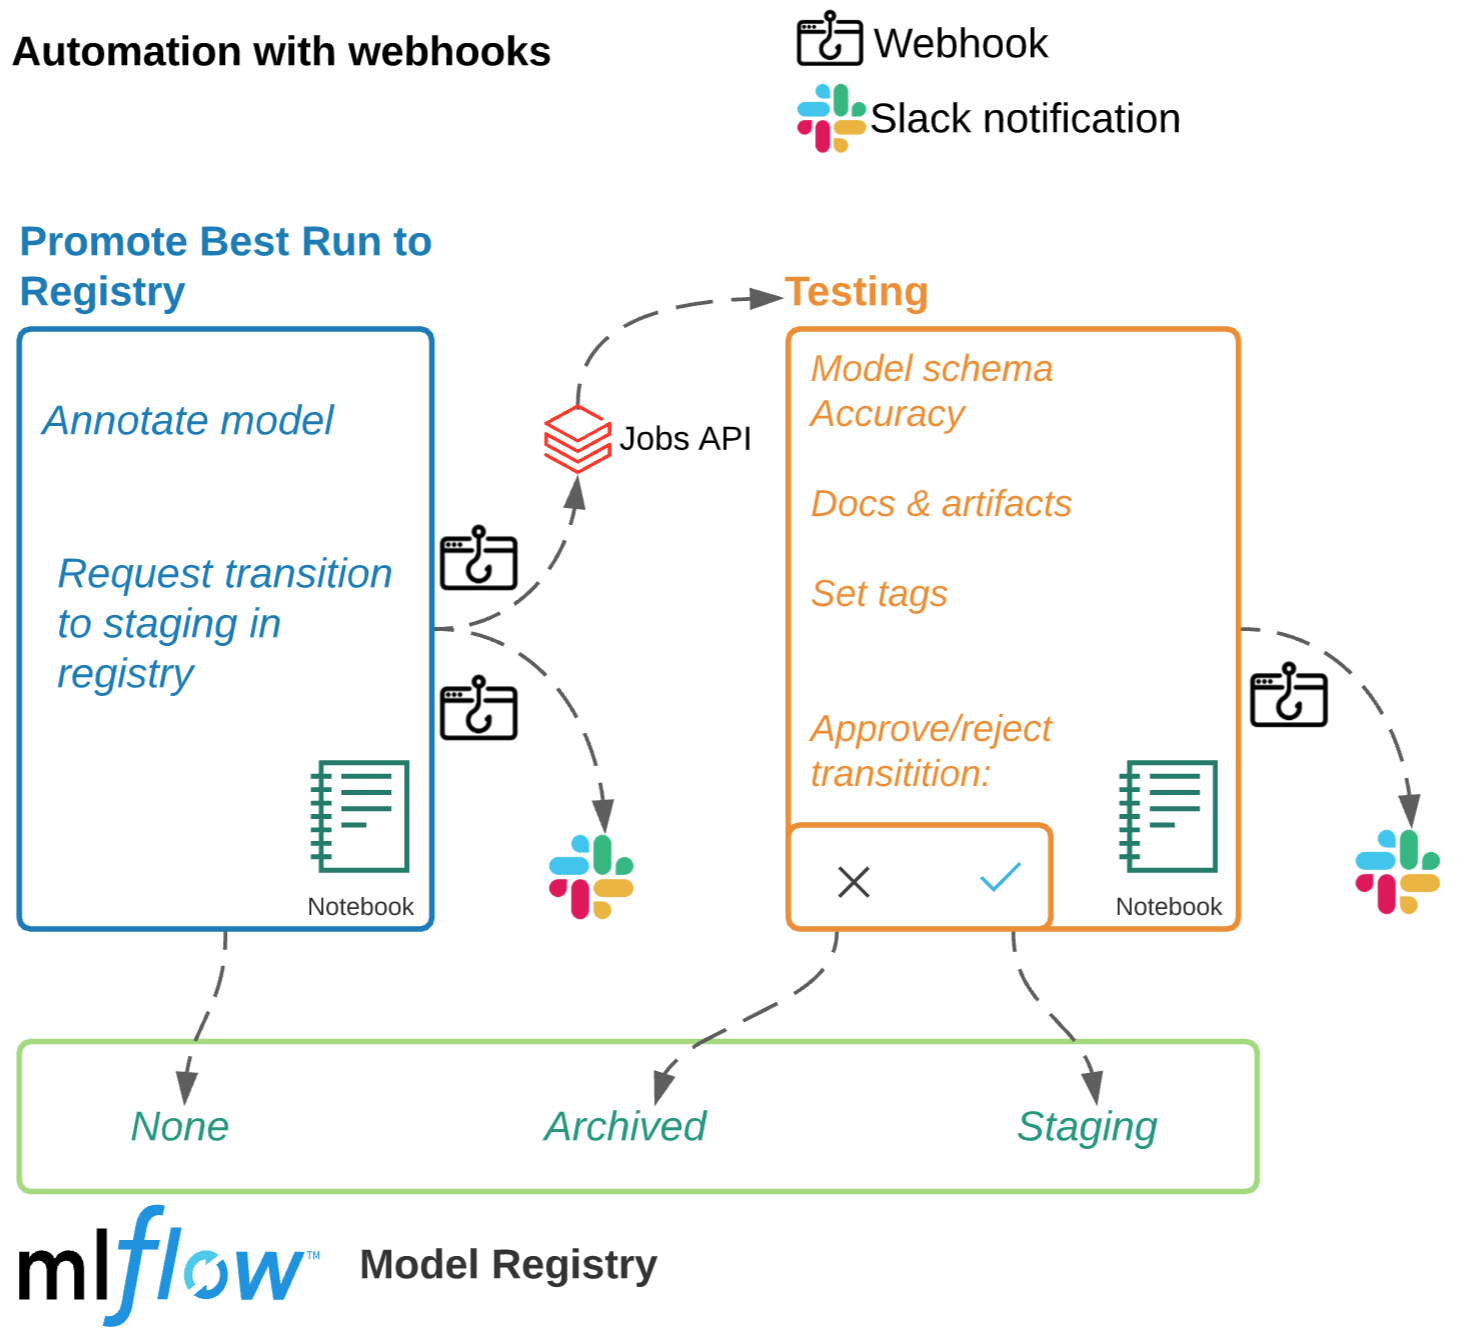 Automation with webhooks
Webhook
Slack notification
Promote Best Run to
Registry
Annotate model
Request transition
to staging in
registry
Notebook
Jobs API
Testing
Model schema
Accuracy
Docs & artifacts
Set tags
Approve/reject
transitition:
Notebook
None
Archived
Staging
mlflow™
Model Registry